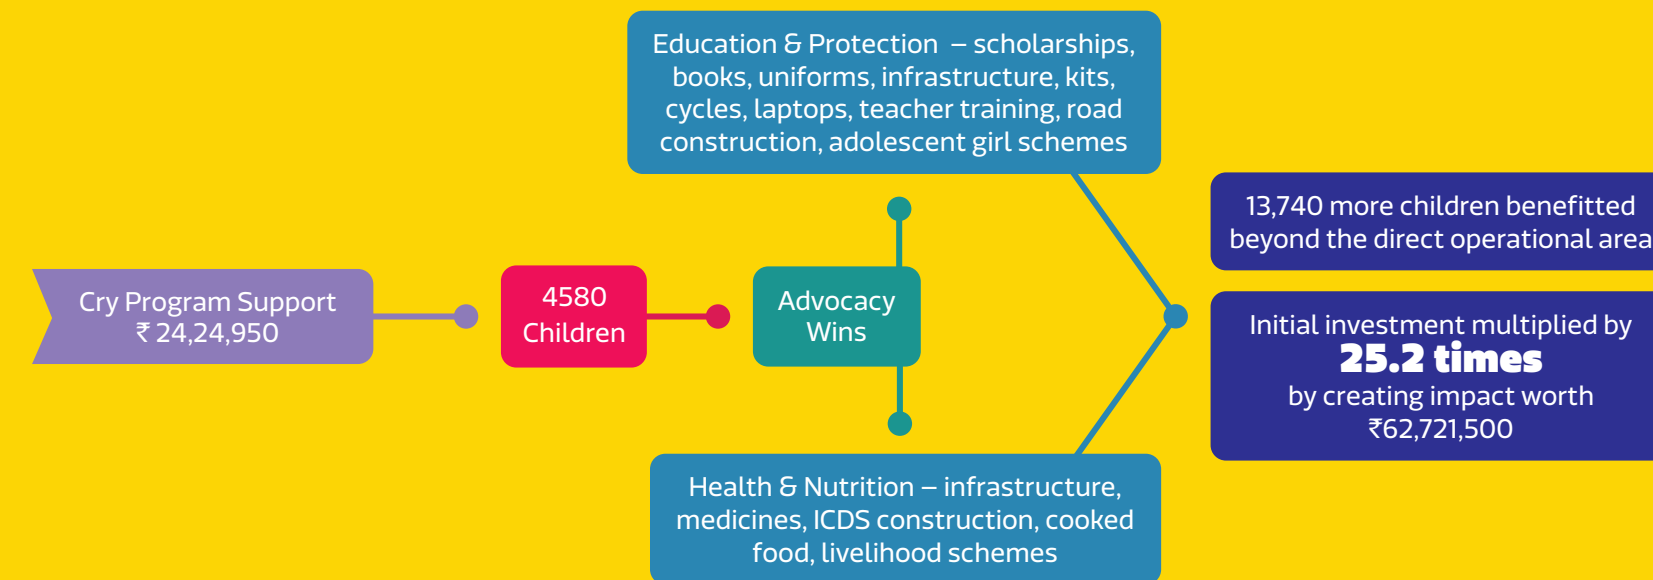 Education & Protection – scholarships,
books, uniforms, infrastructure, kits,
cycles, laptops, teacher training, road
construction, adolescent girl schemes
13,740 more children benefitted
beyond the direct operational area
Cry Program Support
₹ 24,24,950
4580
Children
Advocacy
Wins
Initial investment multiplied by
25.2 times
by creating impact worth
₹62,721,500
Health & Nutrition – infrastructure,
medicines, ICDS construction, cooked
food, livelihood schemes